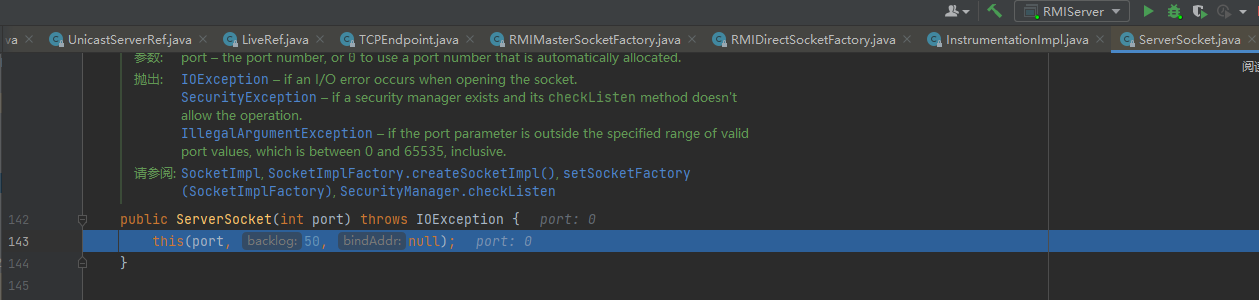 RMIServer
va
UnicastServerRef.java
LiveRef.java
TCPEndpoint.java
RMIMasterSocketFactory.java
RMIDirectSocketFactory.java
InstrumentationImpl.java
ServerSocket.java
参数: port – the port number, or 0 to use a port number that is automatically allocated.
抛出: IOException – if an I/O error occurs when opening the socket.
SecurityException – if a security manager exists and its checkListen method doesn't
allow the operation.
IllegalArgumentException – if the port parameter is outside the specified range of valid
port values, which is between 0 and 65535, inclusive.
请参阅: SocketImpl, SocketImplFactory.createSocketImpl(), setSocketFactory
(SocketImplFactory), SecurityManager.checkListen
142 public ServerSocket(int port) throws IOException { port: 0
143 this(port, backlog: 50, bindAddr: null); port: 0
144 }
145